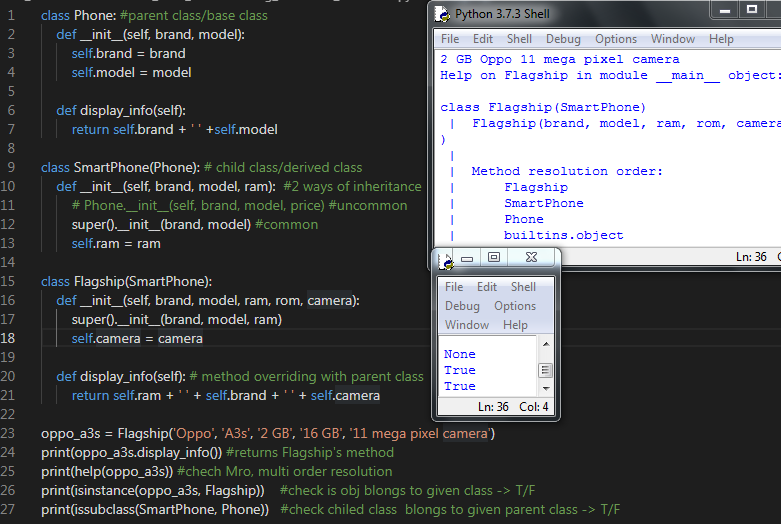 1 class Phone: #parent class/base class
2 def __init__(self, brand, model):
3 self.brand = brand
4 self.model = model
5
6 def display_info(self):
7 return self.brand + ' ' +self.model
8
9 class SmartPhone(Phone): # child class/derived class
10 def __init__(self, brand, model, ram): #2 ways of inheritance
11 # Phone.__init__(self, brand, model, price) #uncommon
12 super().__init__(brand, model) #common
13 self.ram = ram
14
15 class Flagship(SmartPhone):
16 def __init__(self, brand, model, ram, rom, camera):
17 super().__init__(brand, model, ram)
18 self.camera = camera
19
20 def display_info(self): # method overriding with parent class
21 return self.ram + ' ' + self.brand + ' ' + self.camera
22
23 oppo_a3s = Flagship('Oppo', 'A3s', '2 GB', '16 GB', '11 mega pixel camera')
24 print(oppo_a3s.display_info()) #returns Flagship's method
25 print(help(oppo_a3s)) #chech Mro, multi order resolution
26 print(isinstance(oppo_a3s, Flagship)) #check is obj blongs to given class -> T/F
27 print(issubclass(SmartPhone, Phone)) #check chiled class blongs to given parent class -> T/F
Python 3.7.3 Shell
File Edit Shell Debug Options Window Help
2 GB Oppo 11 mega pixel camera
Help on Flagship in module __main__ object:
class Flagship(SmartPhone)
| Flagship(brand, model, ram, rom, camera
)
|
| Method resolution order:
| Flagship
| SmartPhone
| Phone
| builtins.object
Ln: 36
File Edit Shell
Debug Options
Window Help
None
True
True
Ln: 36 Col: 4